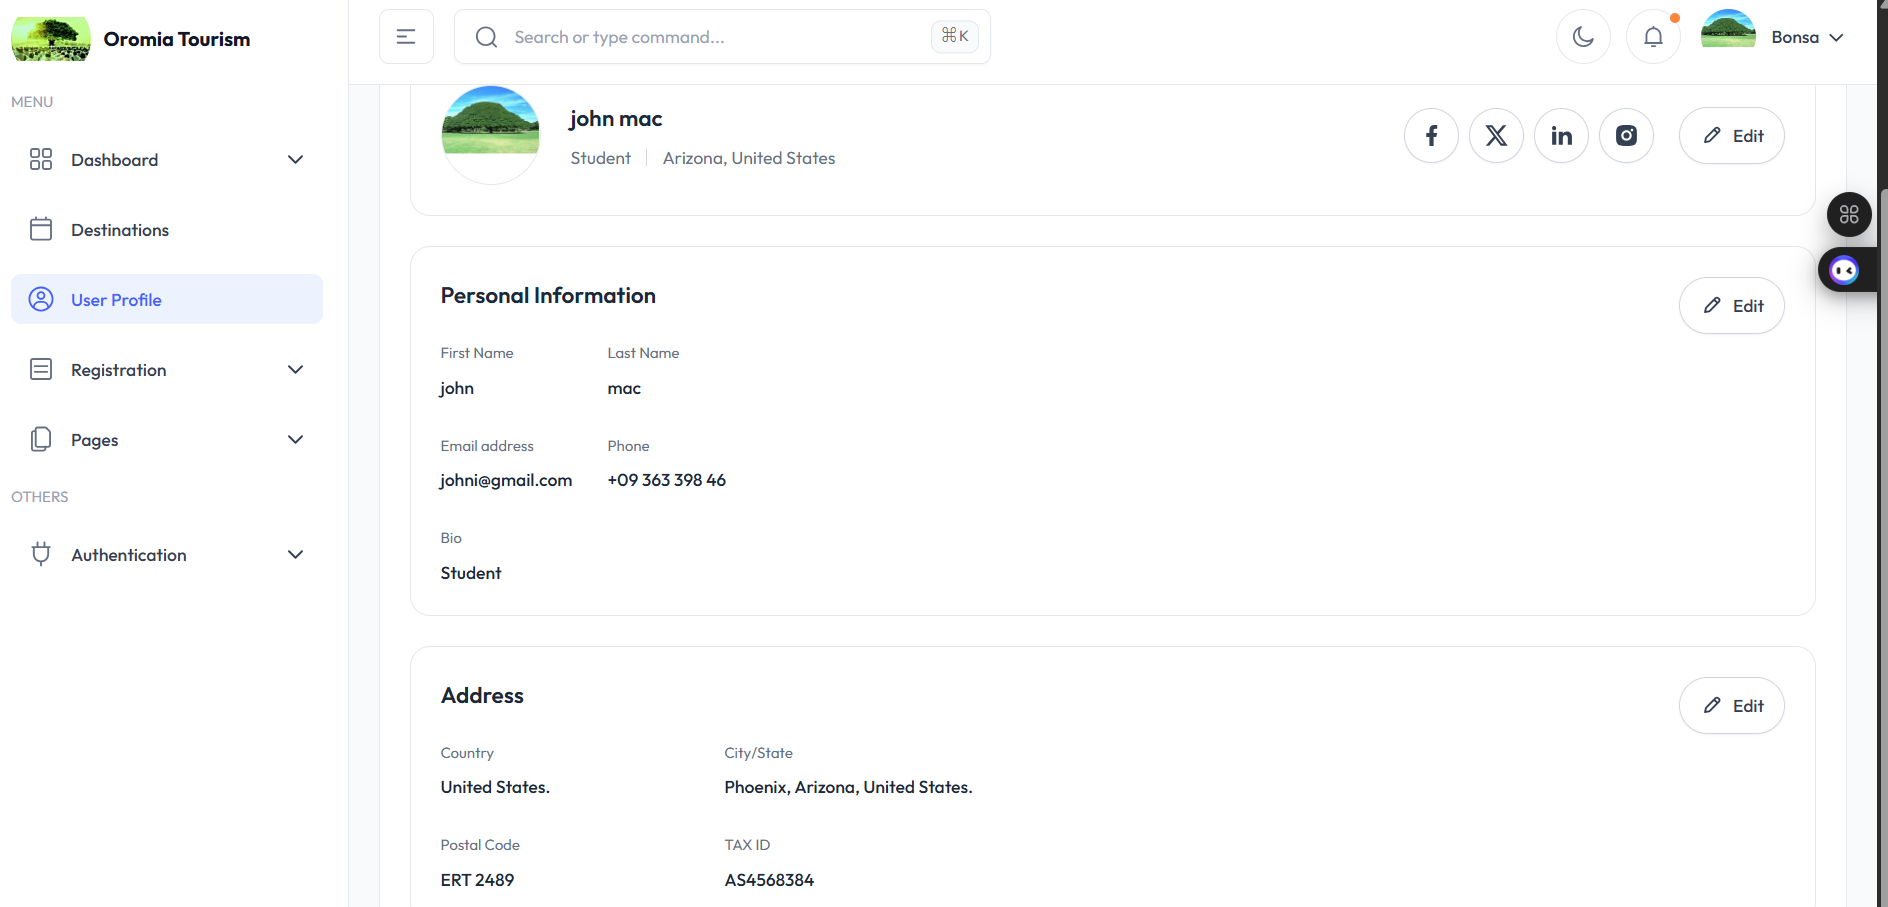 Oromia Tourism
MENU
Dashboard
Destinations
User Profile
Registration
Pages
OTHERS
Authentication
Search or type command...
⌘K
Bonsa
john mac
Student
Arizona, United States
Edit
Personal Information
Edit
First Name
Last Name
john
mac
Email address
Phone
johni@gmail.com
+09 363 398 46
Bio
Student
Address
Edit
Country
City/State
United States.
Phoenix, Arizona, United States.
Postal Code
TAX ID
ERT 2489
AS4568384